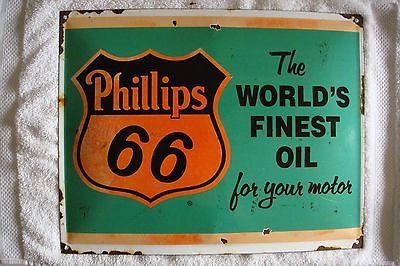 Phillips
66
®
The
WORLD'S
FINEST
OIL
for your motor